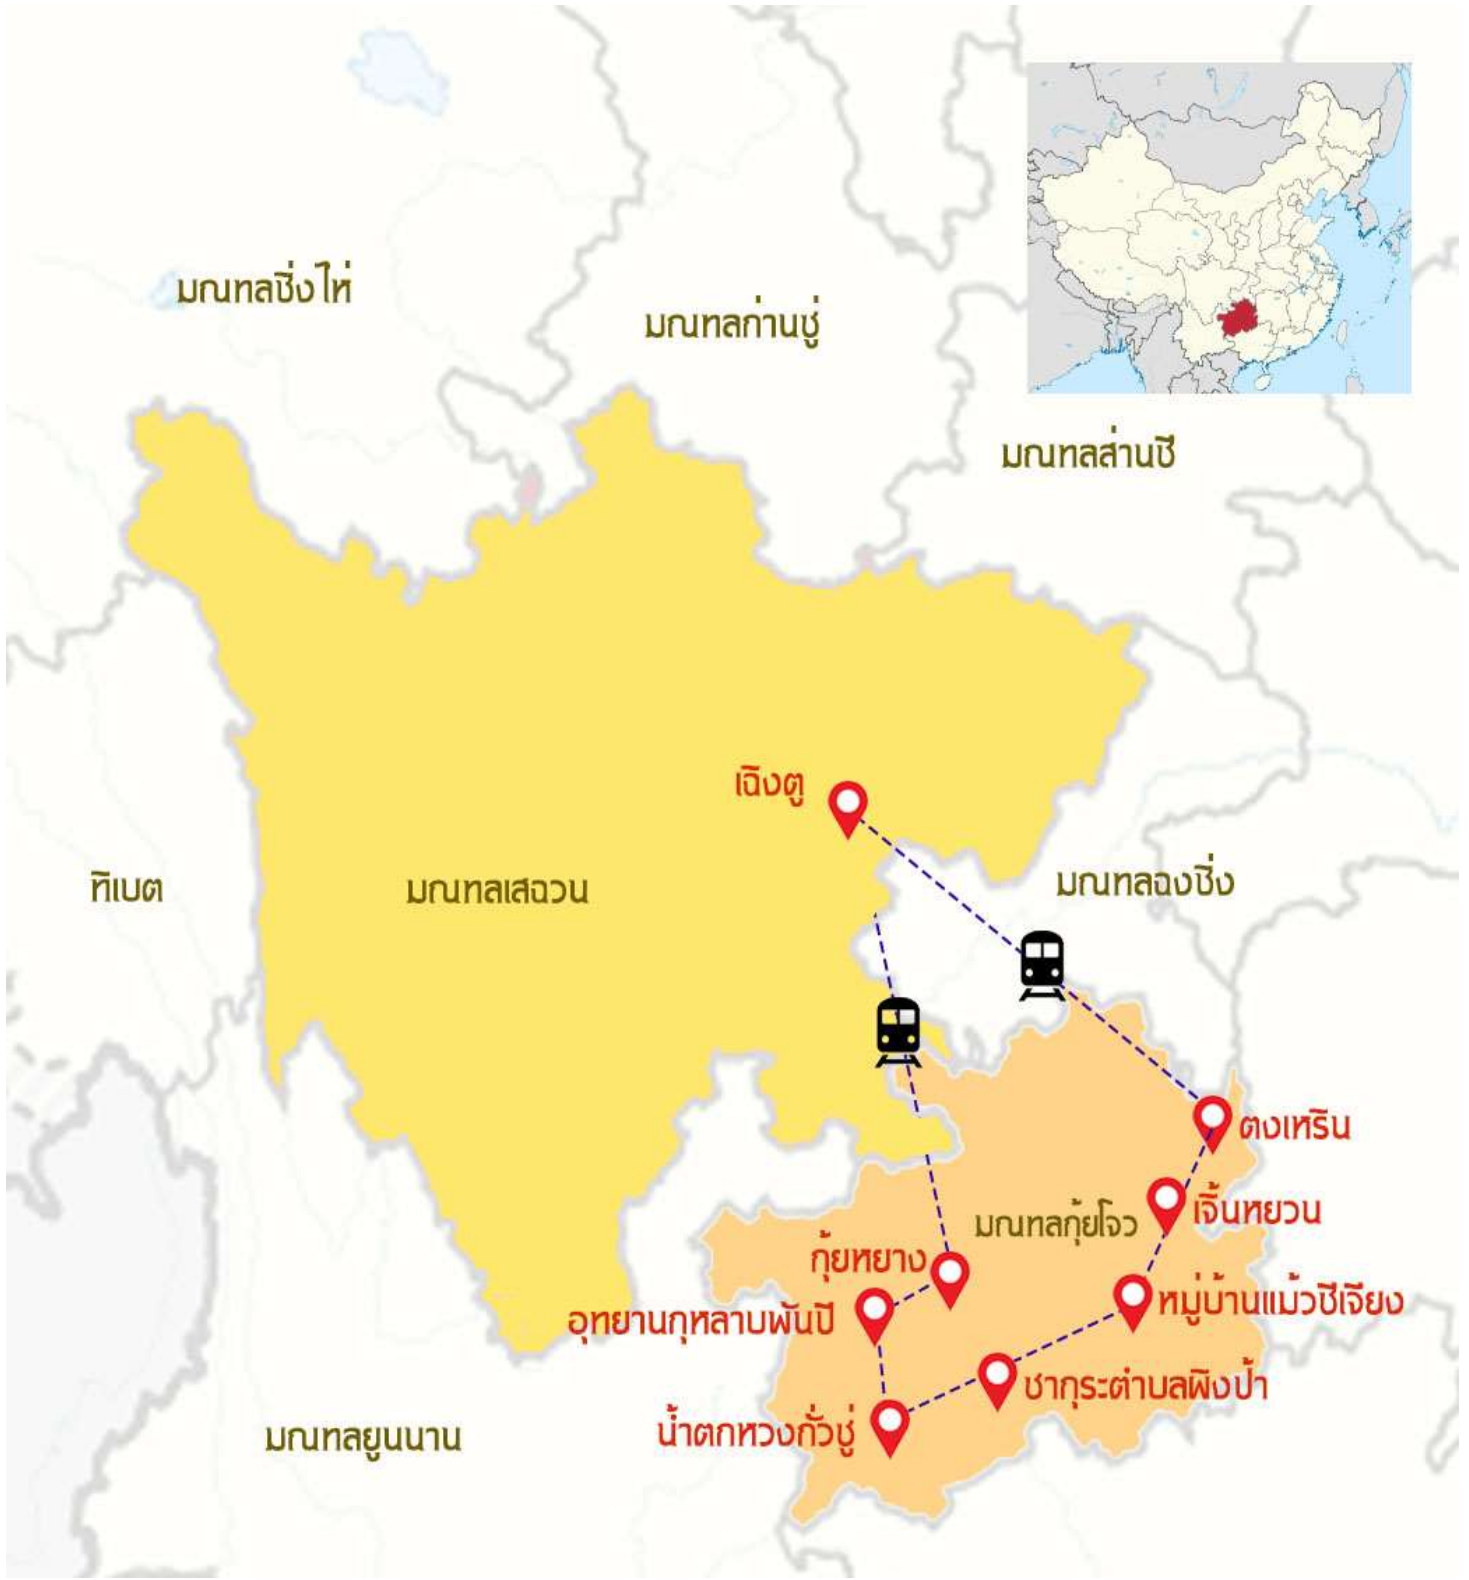 มณฑลชิ่งไห่
มณฑลก่านซู่
มณฑลส่านซี
เฉิงตู
ทิเบต
มณฑลเสฉวน
มณฑลฉงชิ่ง
ตงเหริน
เจิ้นหยวน
มณฑลกุ้ยโจว
กุ้ยหยาง
หมู่บ้านแม้วซีเจียง
อุทยานกุหลาบพันปี
ซากุระตำบลผิงป้า
น้ำตกหวงกั่วซู่
มณฑลยูนนาน